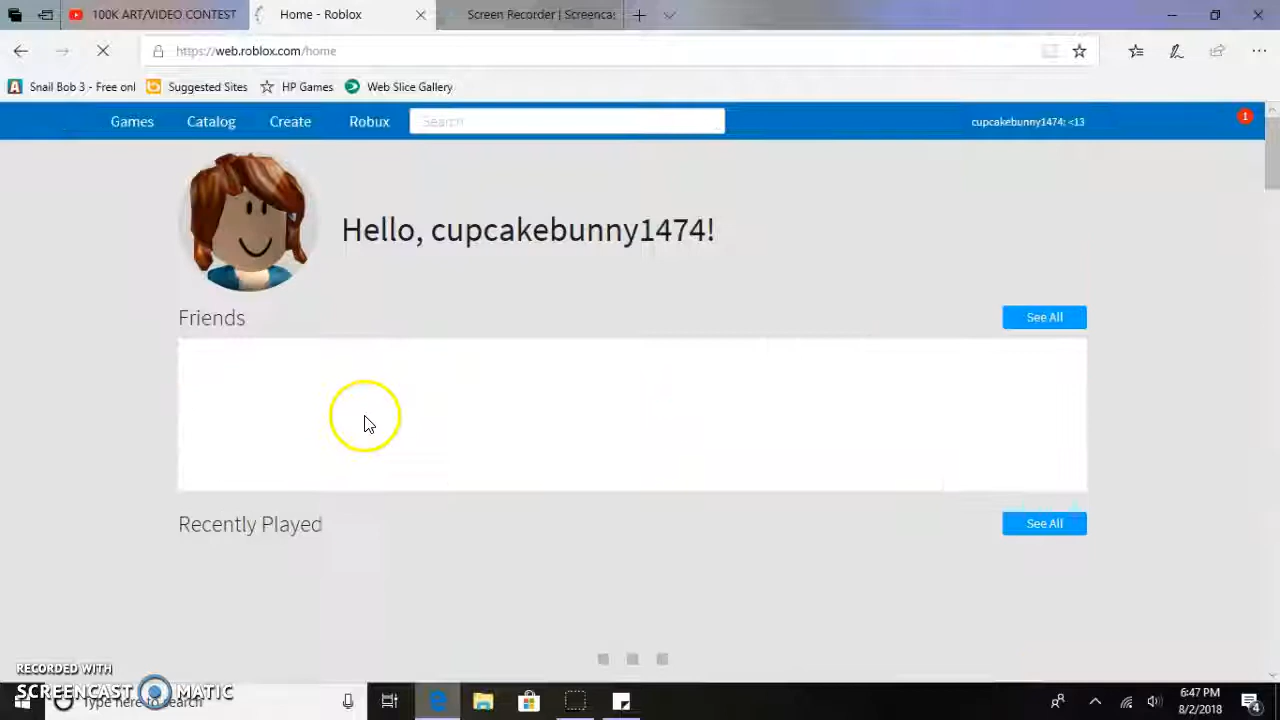 100K ART/VIDEO CONTEST
Home - Roblox
Screen Recorder | Screencas
https://web.roblox.com/home
Snail Bob 3 - Free onl
Suggested Sites
HP Games
Web Slice Gallery
Games
Catalog
Create
Robux
Search
cupcakebunny1474: <13
1
Hello, cupcakebunny1474!
Friends
See All
Recently Played
See All
RECORDED WITH
SCREENCAST MATIC
Type here to search
6:47 PM
8/2/2018
4